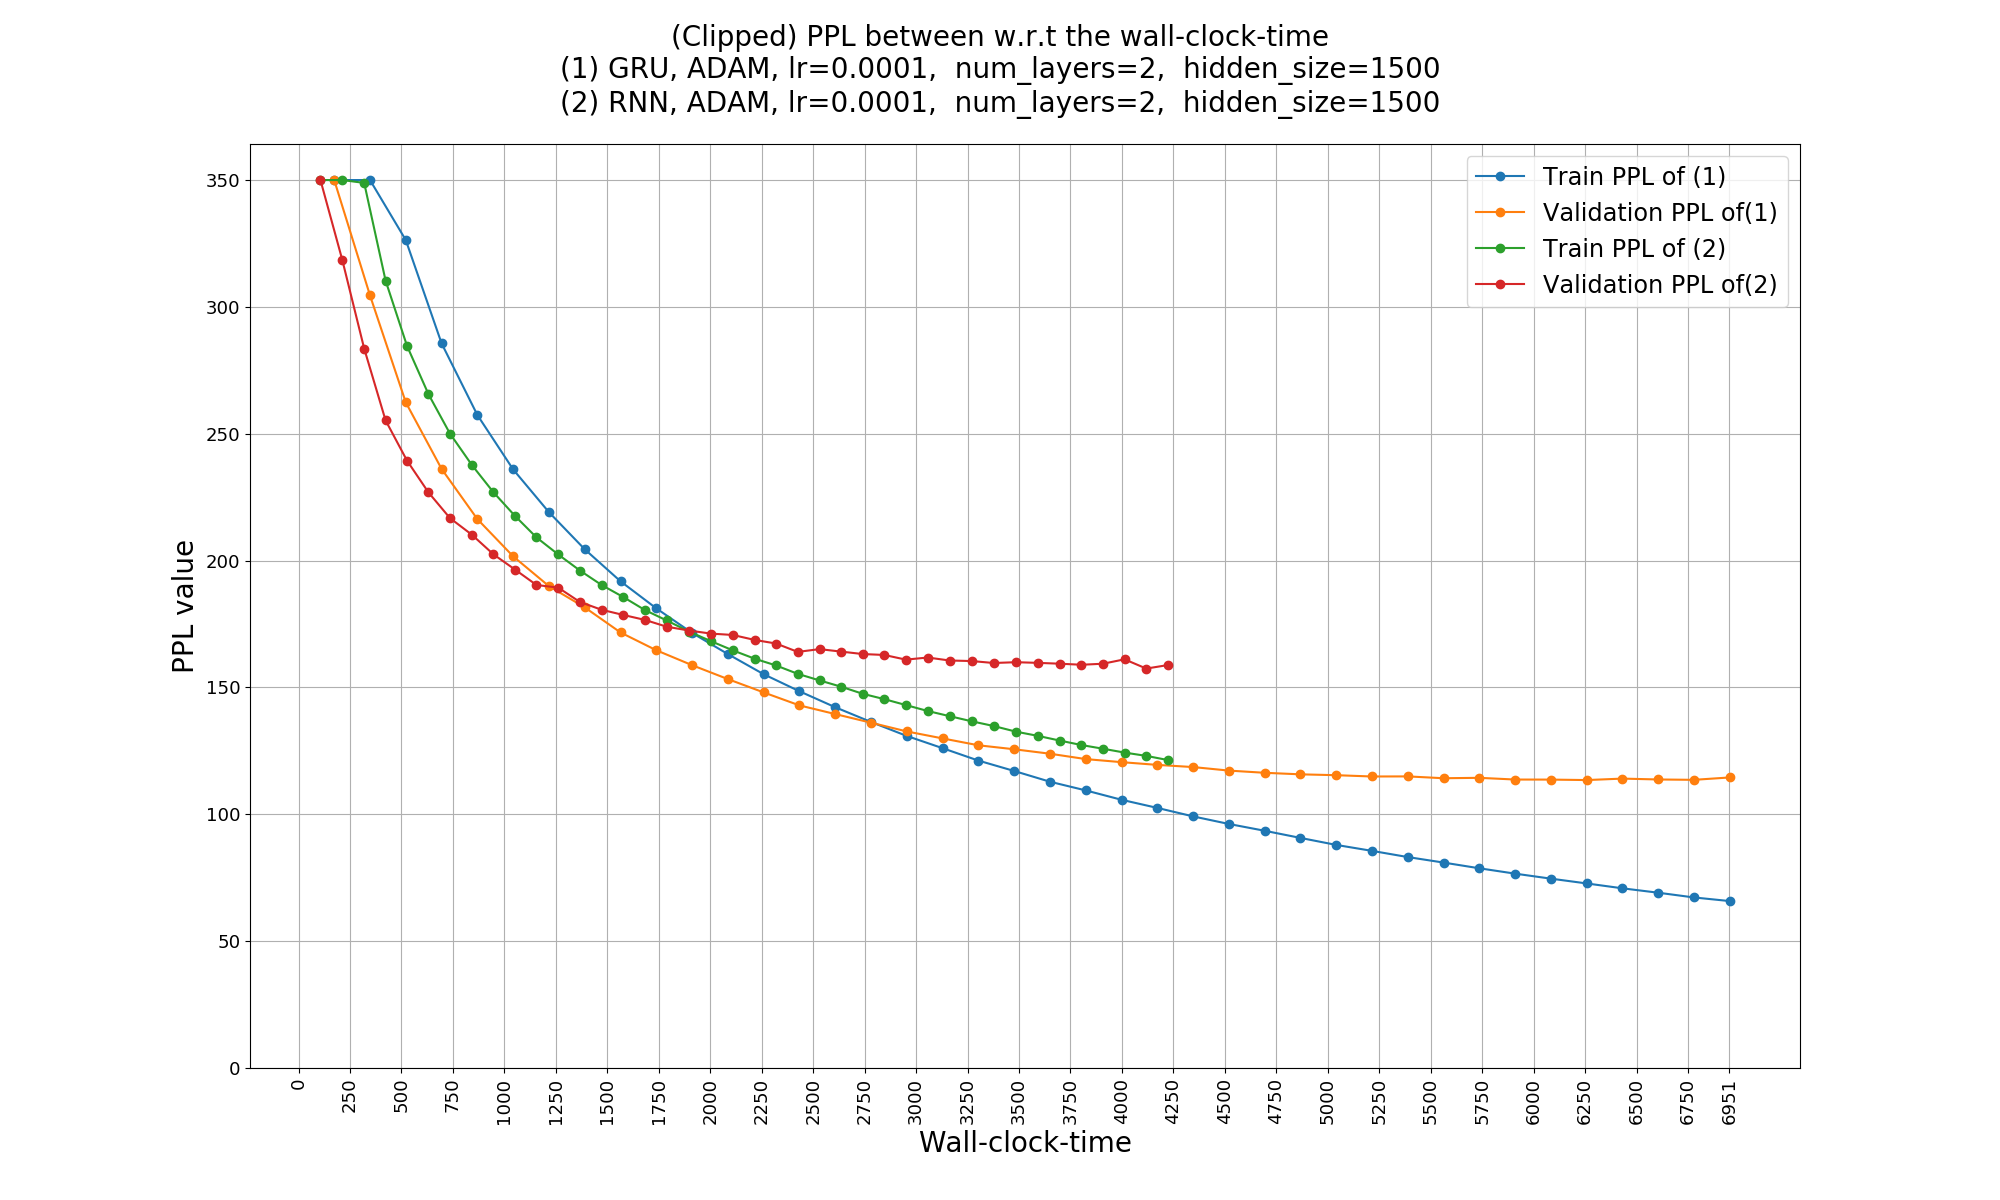 (Clipped) PPL between w.r.t the wall-clock-time
(1) GRU, ADAM, lr=0.0001,  num_layers=2,  hidden_size=1500
(2) RNN, ADAM, lr=0.0001,  num_layers=2,  hidden_size=1500
Train PPL of (1)
Validation PPL of(1)
Train PPL of (2)
Validation PPL of(2)
PPL value
350
300
250
200
150
100
50
0
0 250 500 750 1000 1250 1500 1750 2000 2250 2500 2750 3000 3250 3500 3750 4000 4250 4500 4750 5000 5250 5500 5750 6000 6250 6500 6750 6951
Wall-clock-time